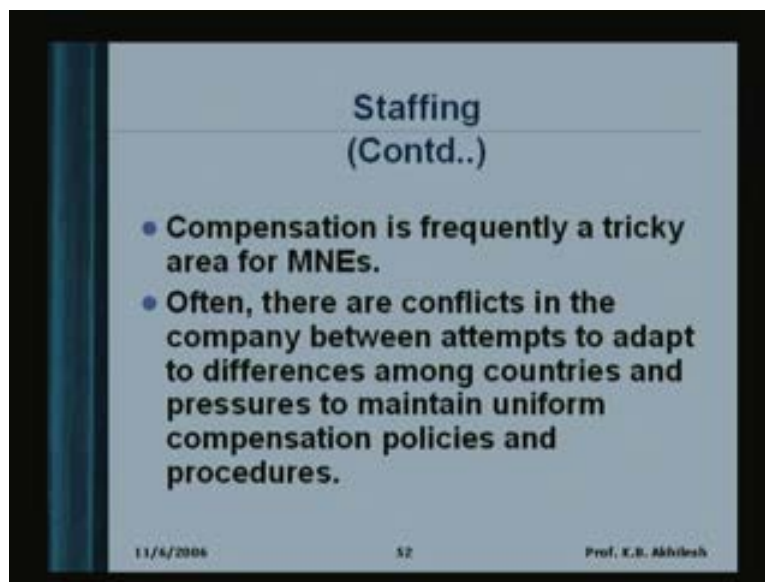 Staffing
(Contd..)
Compensation is frequently a tricky
area for MNEs.
Often, there are conflicts in the
company between attempts to adapt
to differences among countries and
pressures to maintain uniform
compensation policies and
procedures.
11/6/2006 52 Prof. K.B. Akhilesh